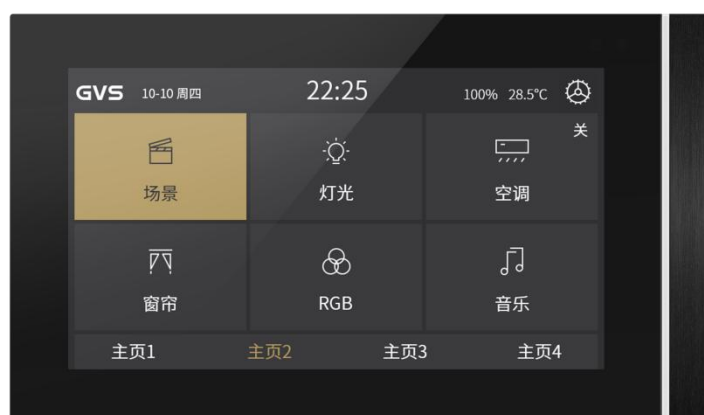 GVS 10-10 周四 22:25 100% 28.5℃
关
场景 灯光 空调
窗帘 RGB 音乐
主页1 主页2 主页3 主页4